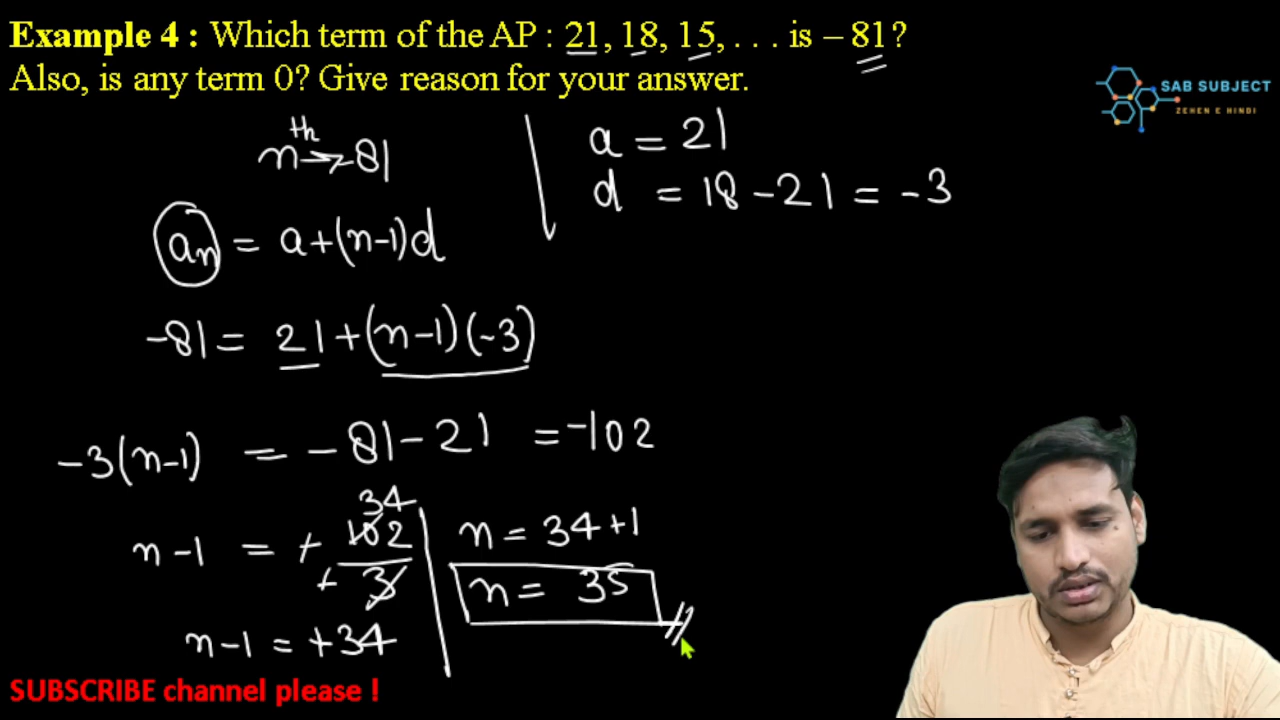 Example 4 : Which term of the AP : 21, 18, 15, . . . is – 81?
Also, is any term 0? Give reason for your answer.
SAB SUBJECT
ZEHEN E HINDI
nth → -81
a = 21
d = 18 - 21 = -3
an = a+(n-1)d
-81 = 21 + (n-1)(-3)
-3(n-1) = -81 - 21 = -102
n-1 = + 102/+3 34
n-1 = +34
n = 34+1
n = 35
SUBSCRIBE channel please !